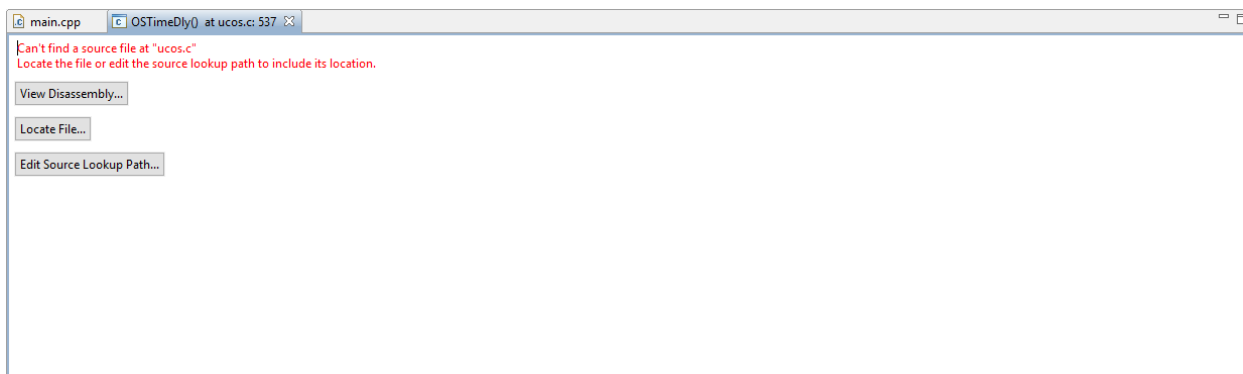 main.cpp OSTimeDly() at ucos.c: 537
Can't find a source file at "ucos.c"
Locate the file or edit the source lookup path to include its location.
View Disassembly...
Locate File...
Edit Source Lookup Path...